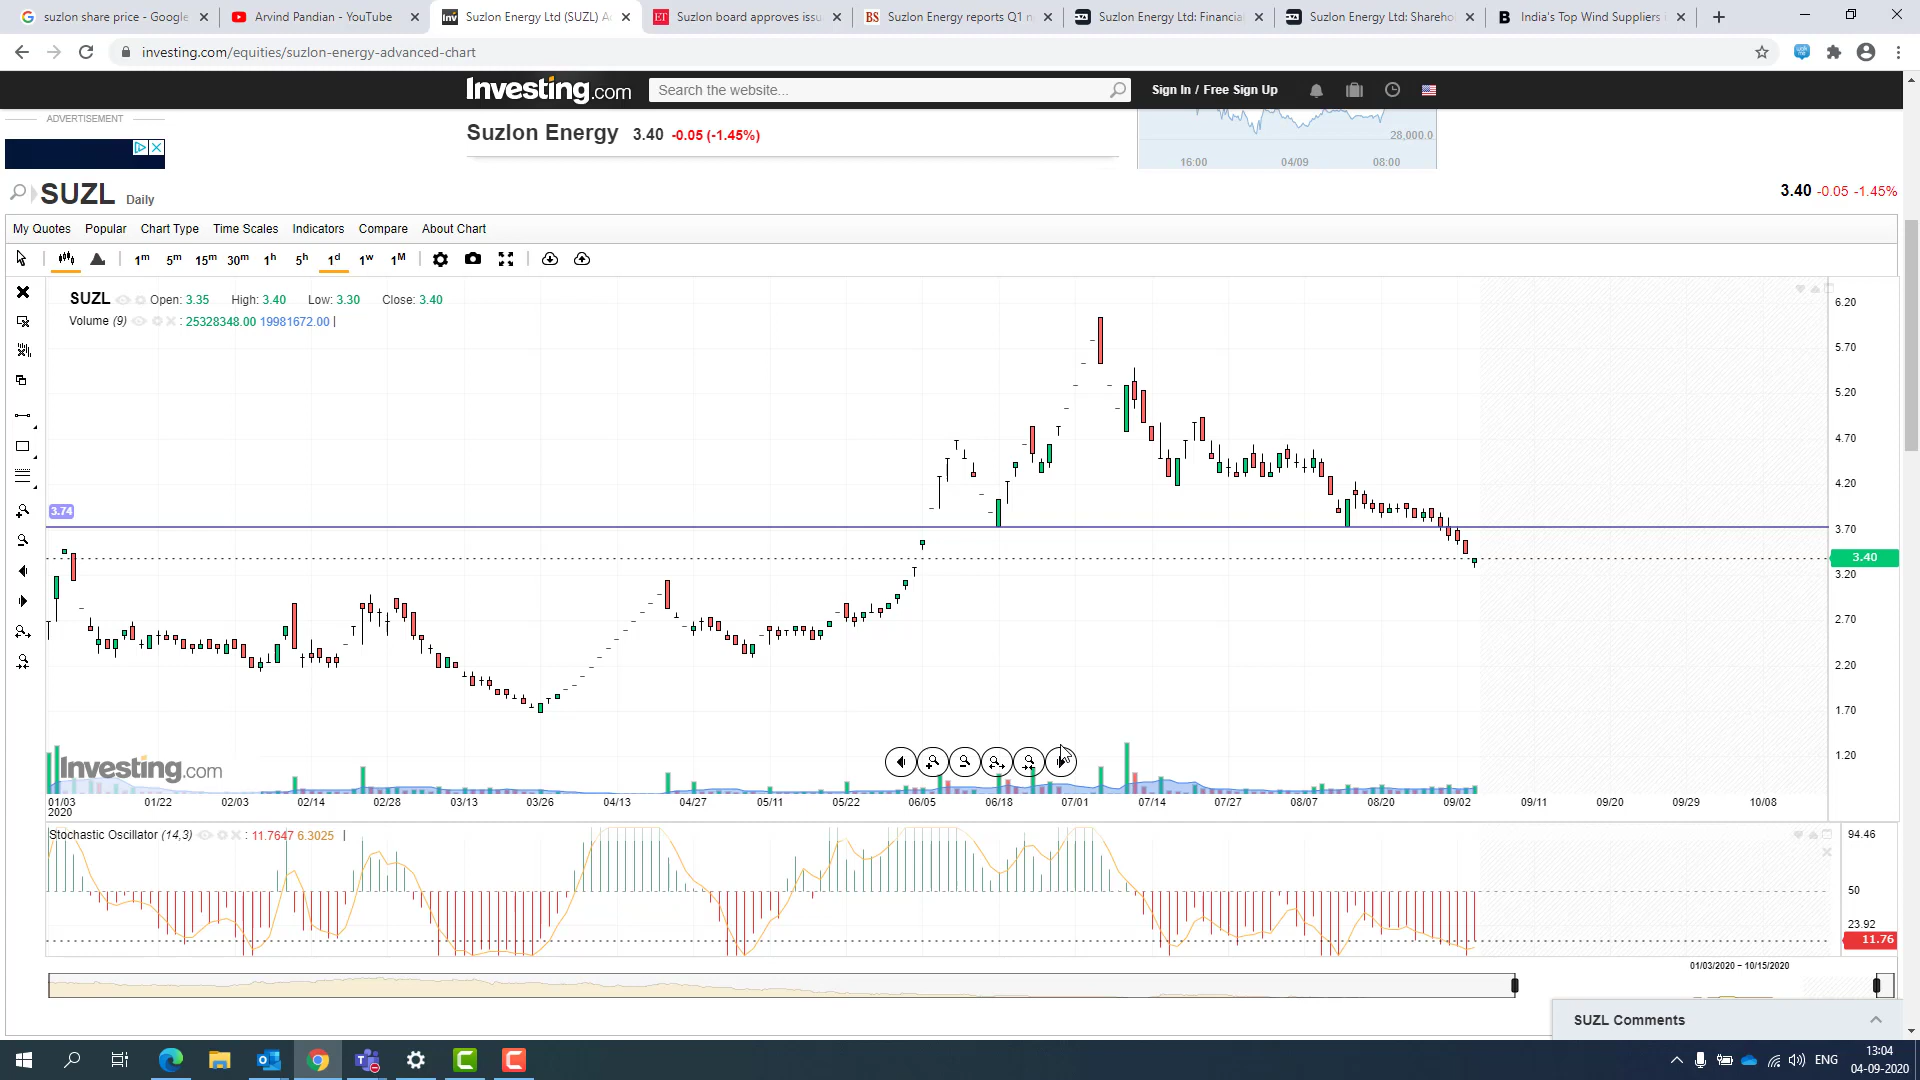 suzlon share price - Google
Arvind Pandian - YouTube
Suzlon Energy Ltd (SUZL) A
Suzlon board approves issu
Suzlon Energy reports Q1 n
Suzlon Energy Ltd: Financia
Suzlon Energy Ltd: Shareho
India's Top Wind Suppliers i
investing.com/equities/suzlon-energy-advanced-chart
Investing.com
Search the website...
Sign In / Free Sign Up
ADVERTISEMENT
Suzlon Energy 3.40 -0.05 (-1.45%)
28,000.0
16:00 04/09 08:00
SUZL Daily
3.40 -0.05 -1.45%
My Quotes Popular Chart Type Time Scales Indicators Compare About Chart
1m 5m 15m 30m 1h 5h 1d 1w 1M
SUZL Open: 3.35 High: 3.40 Low: 3.30 Close: 3.40
Volume (9) : 25328348.00 19981672.00 |
6.20
5.70
5.20
4.70
4.20
3.74
3.70
3.40
3.20
2.70
2.20
1.70
1.20
Investing.com
01/03 01/22 02/03 02/14 02/28 03/13 03/26 04/13 04/27 05/11 05/22 06/05 06/18 07/01 07/14 07/27 08/07 08/20 09/02 09/11 09/20 09/29 10/08
2020
Stochastic Oscillator (14,3) : 11.7647 6.3025 |
94.46
50
23.92
11.76
01/03/2020 - 10/15/2020
SUZL Comments
ENG
13:04
04-09-2020